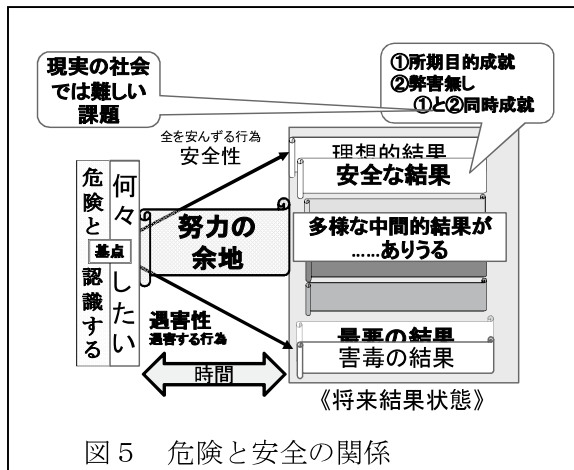 現実の社会
では難しい
課題
①所期目的成就
②弊害無し
①と②同時成就
全を安んずる行為
安全性
理想的結果
安全な結果
何々
したい
危険と
認識する
基点
努力の
余地
多様な中間的結果が
……ありうる
遇害性
遇害する行為
時間
最悪の結果
害毒の結果
《将来結果状態》
図５　危険と安全の関係